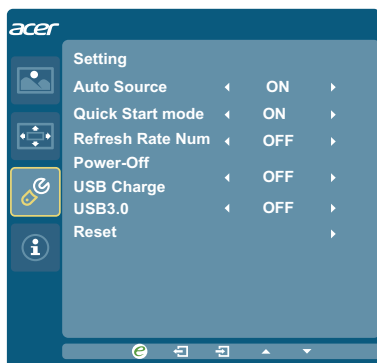 acer
Setting
Auto Source ON
Quick Start mode ON
Refresh Rate Num OFF
Power-Off
USB Charge OFF
USB3.0 OFF
Reset
e